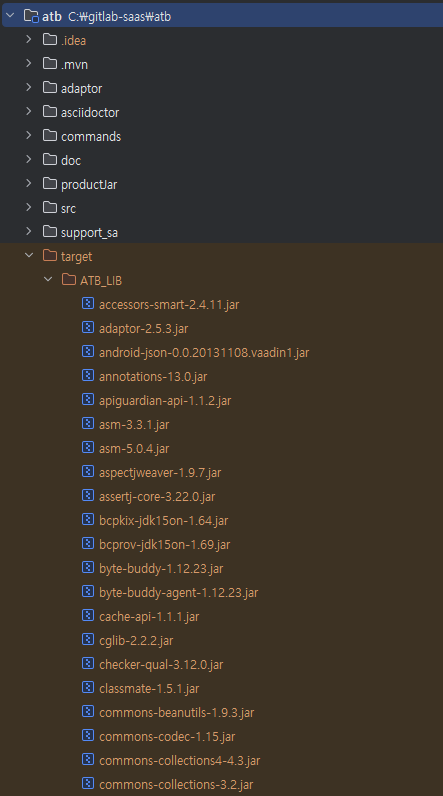 atb C:₩gitlab-saas₩atb
.idea
.mvn
adaptor
asciidoctor
commands
doc
productJar
src
support_sa
target
ATB_LIB
accessors-smart-2.4.11.jar
adaptor-2.5.3.jar
android-json-0.0.20131108.vaadin1.jar
annotations-13.0.jar
apiguardian-api-1.1.2.jar
asm-3.3.1.jar
asm-5.0.4.jar
aspectjweaver-1.9.7.jar
assertj-core-3.22.0.jar
bcpkix-jdk15on-1.64.jar
bcprov-jdk15on-1.69.jar
byte-buddy-1.12.23.jar
byte-buddy-agent-1.12.23.jar
cache-api-1.1.1.jar
cglib-2.2.2.jar
checker-qual-3.12.0.jar
classmate-1.5.1.jar
commons-beanutils-1.9.3.jar
commons-codec-1.15.jar
commons-collections4-4.3.jar
commons-collections-3.2.jar